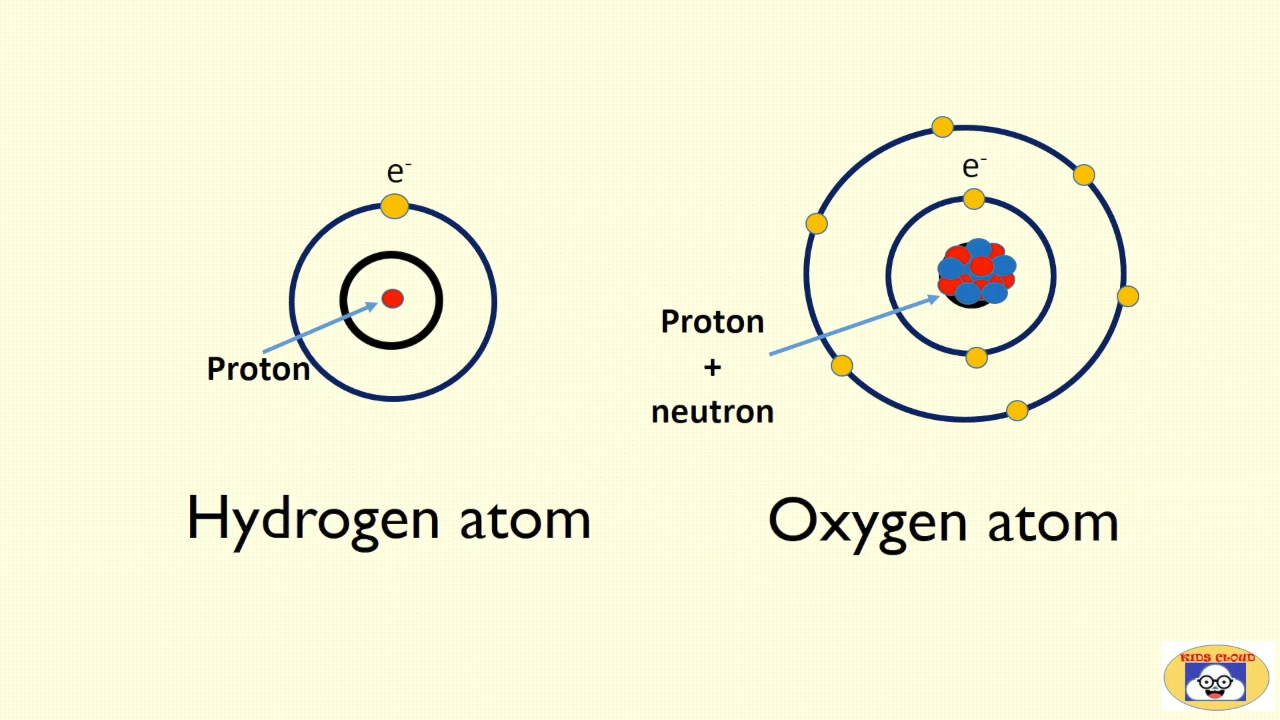 e-
Proton
Hydrogen atom
e-
Proton
+
neutron
Oxygen atom
KIDS CLOUD